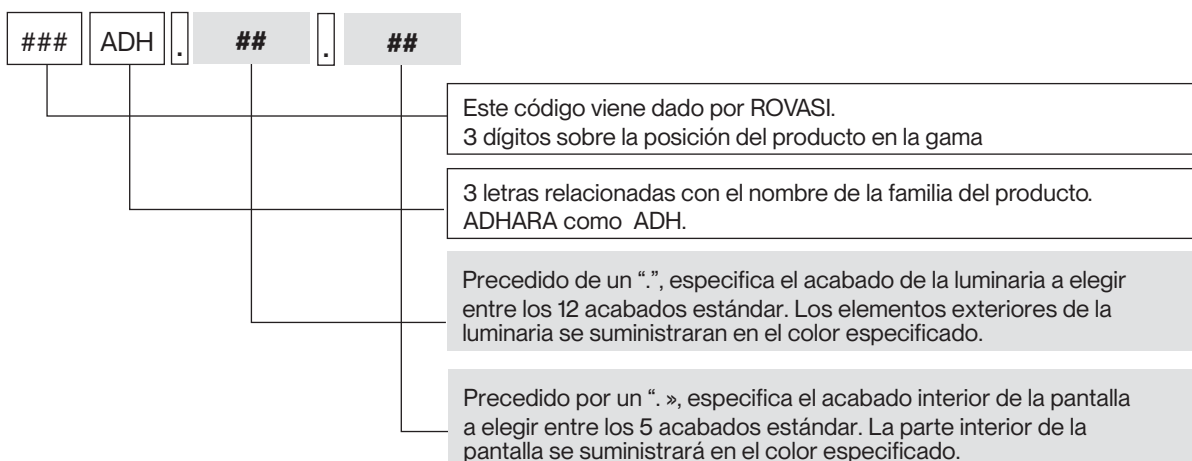 ### ADH . ## . ##
Este código viene dado por ROVASI.
3 dígitos sobre la posición del producto en la gama
3 letras relacionadas con el nombre de la familia del producto.
ADHARA como ADH.
Precedido de un “.”, especifica el acabado de la luminaria a elegir
entre los 12 acabados estándar. Los elementos exteriores de la
luminaria se suministraran en el color especificado.
Precedido por un “. », especifica el acabado interior de la pantalla
a elegir entre los 5 acabados estándar. La parte interior de la
pantalla se suministrará en el color especificado.